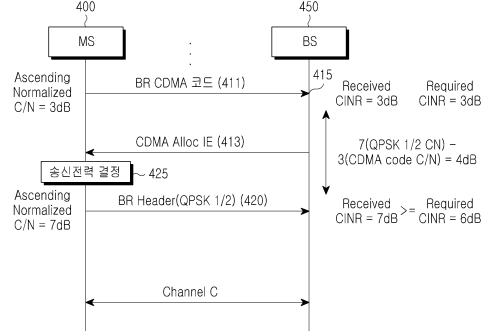 400
450
MS
BS
Ascending
Normalized
C/N = 3dB
BR CDMA 코드 (411)
415
Received
CINR = 3dB
Required
CINR = 3dB
CDMA Alloc IE (413)
7(QPSK 1/2 CN) –
3(CDMA code C/N) = 4dB
송신전력 결정
425
Ascending
Normalized
C/N = 7dB
BR Header(QPSK 1/2) (420)
Received
CINR = 7dB
>=
Required
CINR = 6dB
Channel C